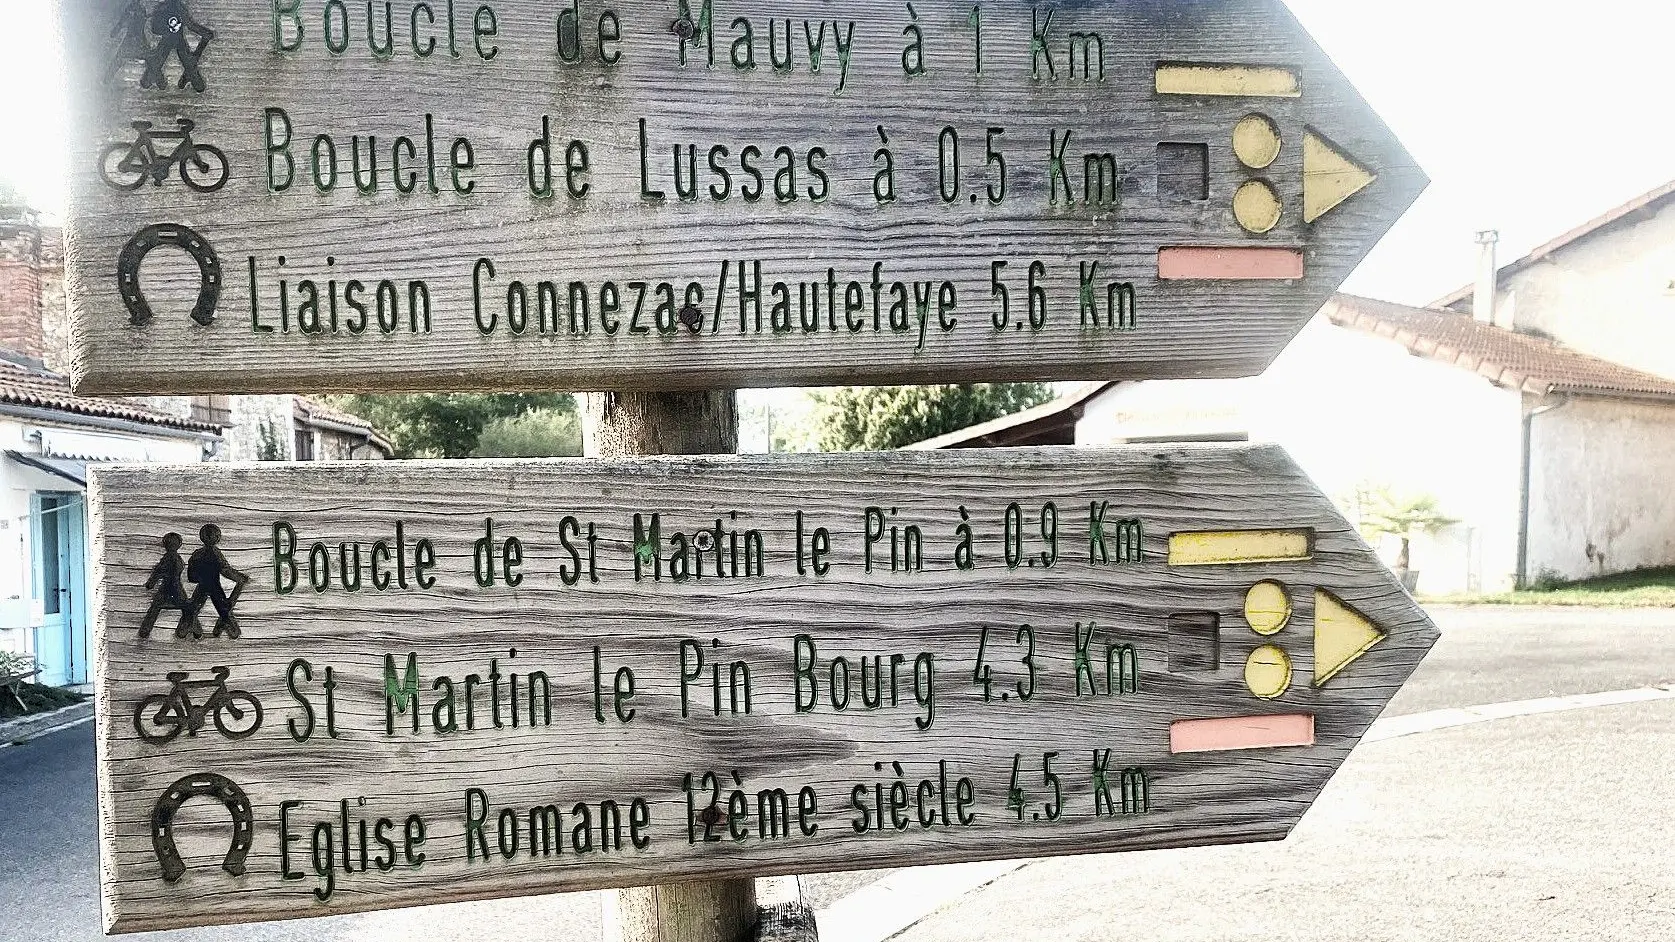 Boucle de Mauvy à 1 Km
Boucle de Lussas à 0.5 Km
Liaison Connezac/Hautefaye 5.6 Km
Boucle de St Martin le Pin à 0.9 Km
St Martin le Pin Bourg 4.3 Km
Eglise Romane 12ème siècle 4.5 Km